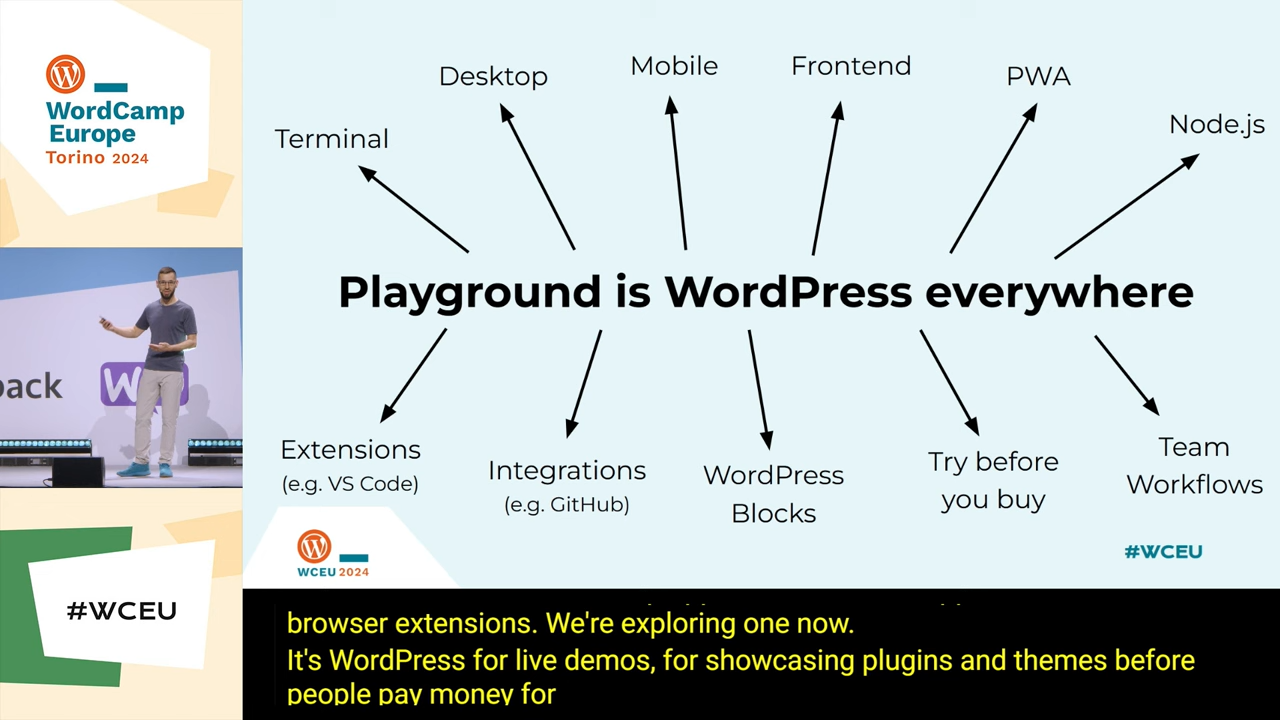 WordCamp
Europe
Torino 2024
#WCEU
Desktop
Mobile
Frontend
PWA
Terminal
Node.js
Playground is WordPress everywhere
Extensions
(e.g. VS Code)
Integrations
(e.g. GitHub)
WordPress
Blocks
Try before
you buy
Team
Workflows
WCEU 2024
#WCEU
browser extensions. We're exploring one now.
It's WordPress for live demos, for showcasing plugins and themes before
people pay money for